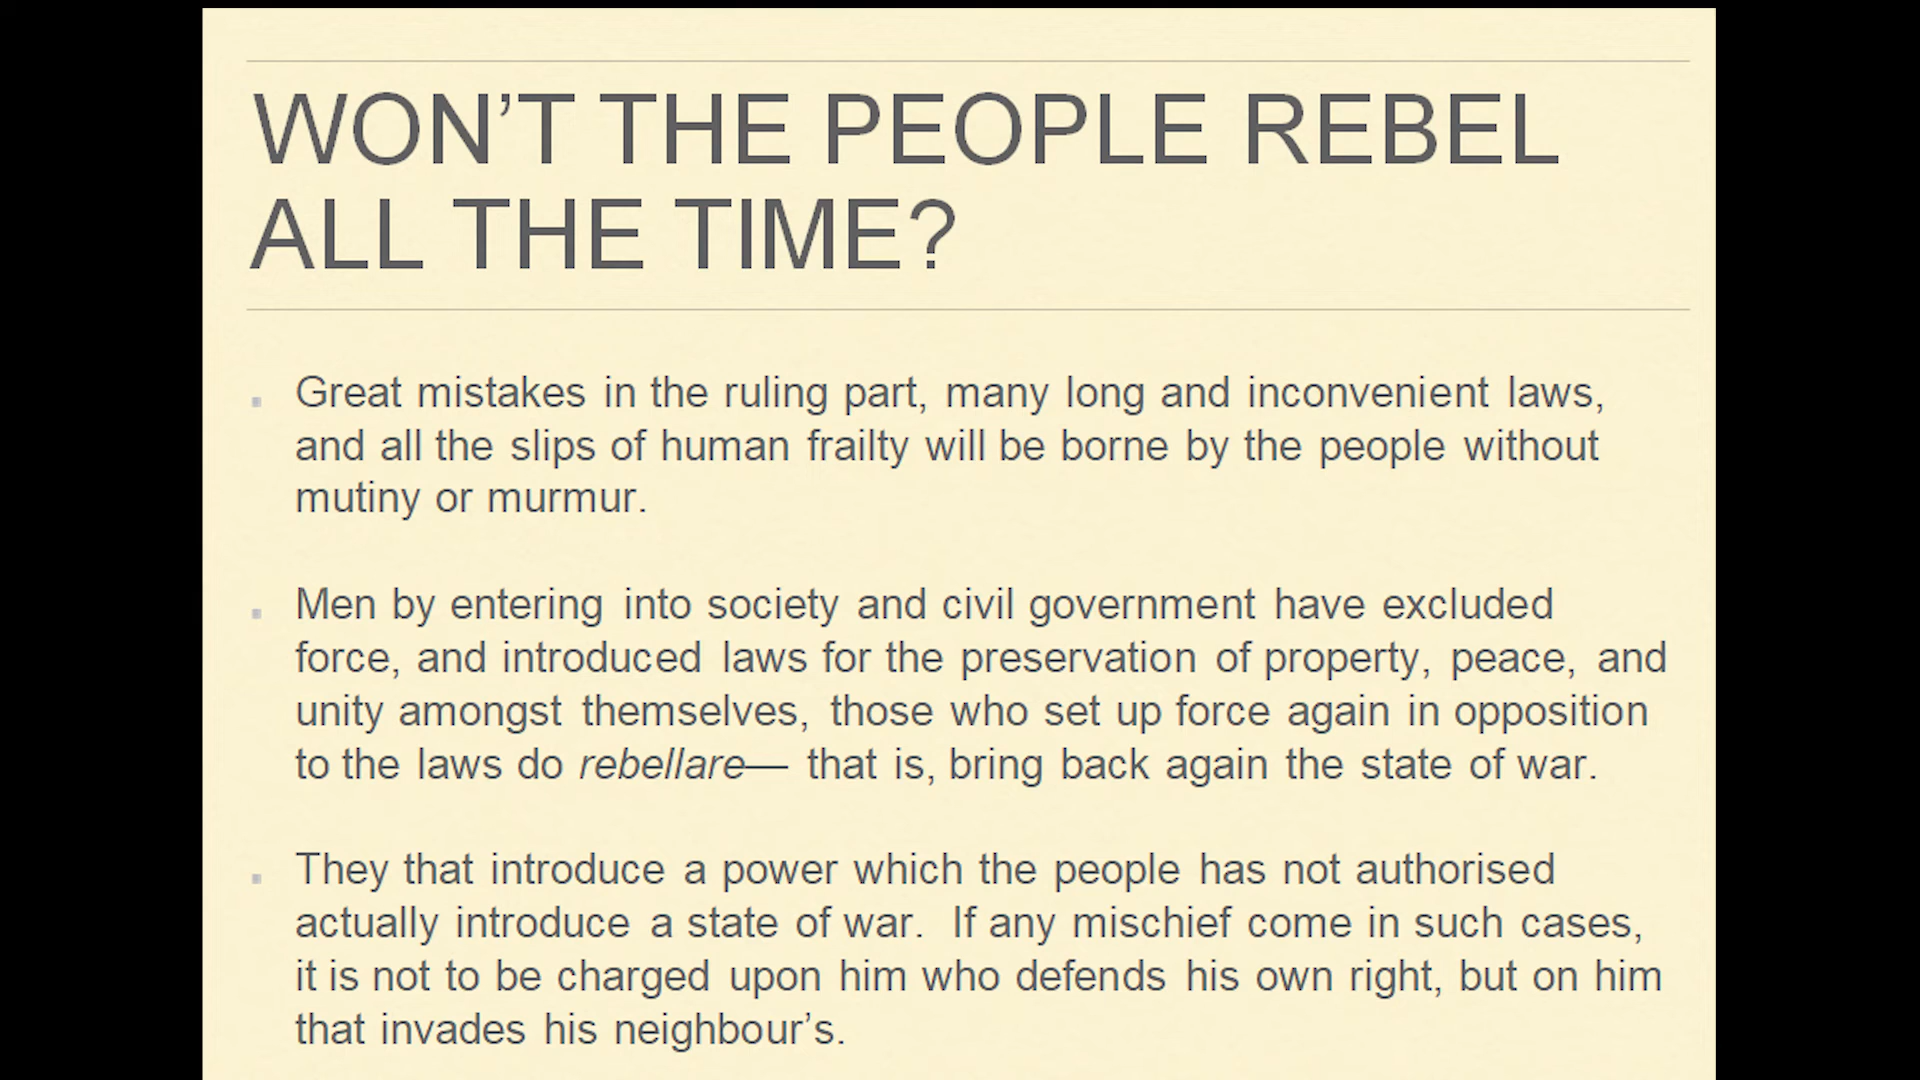 WON’T THE PEOPLE REBEL
ALL THE TIME?
Great mistakes in the ruling part, many long and inconvenient laws,
and all the slips of human frailty will be borne by the people without
mutiny or murmur.
Men by entering into society and civil government have excluded
force, and introduced laws for the preservation of property, peace, and
unity amongst themselves, those who set up force again in opposition
to the laws do rebellare— that is, bring back again the state of war.
They that introduce a power which the people has not authorised
actually introduce a state of war. If any mischief come in such cases,
it is not to be charged upon him who defends his own right, but on him
that invades his neighbour’s.